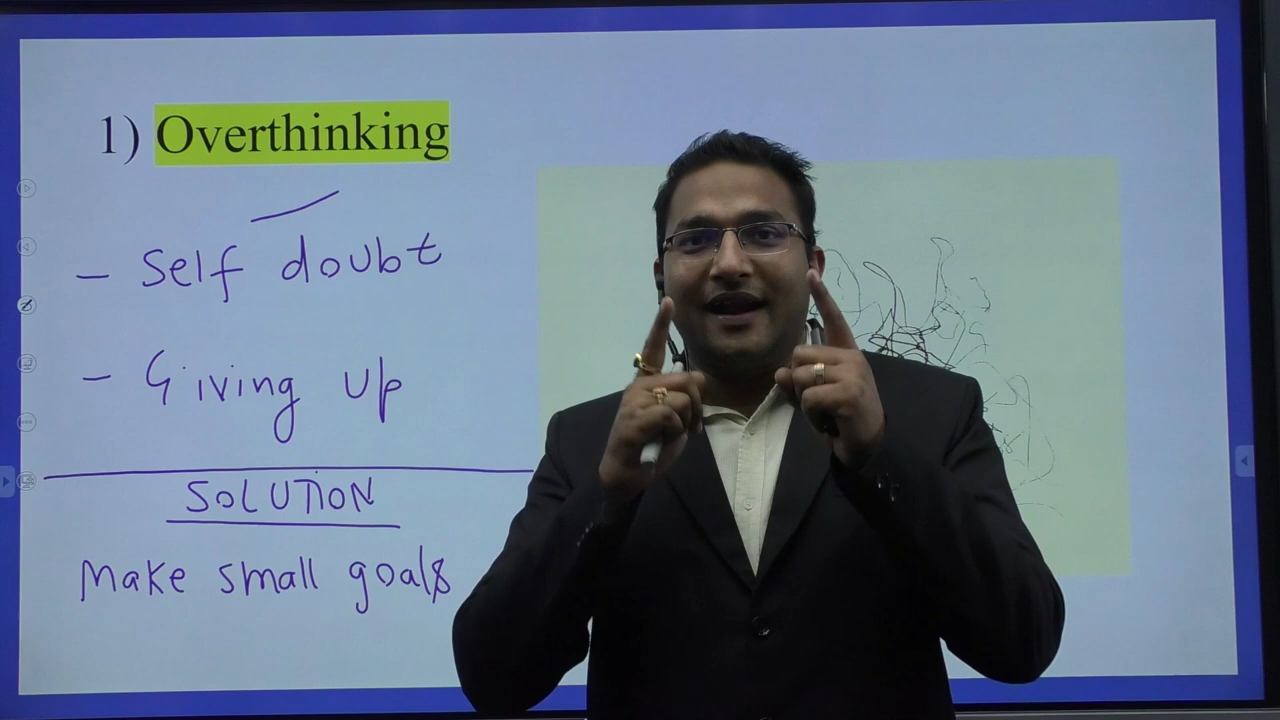 1) Overthinking
- Self doubt
- Giving up
SOLUTION
Make small goals